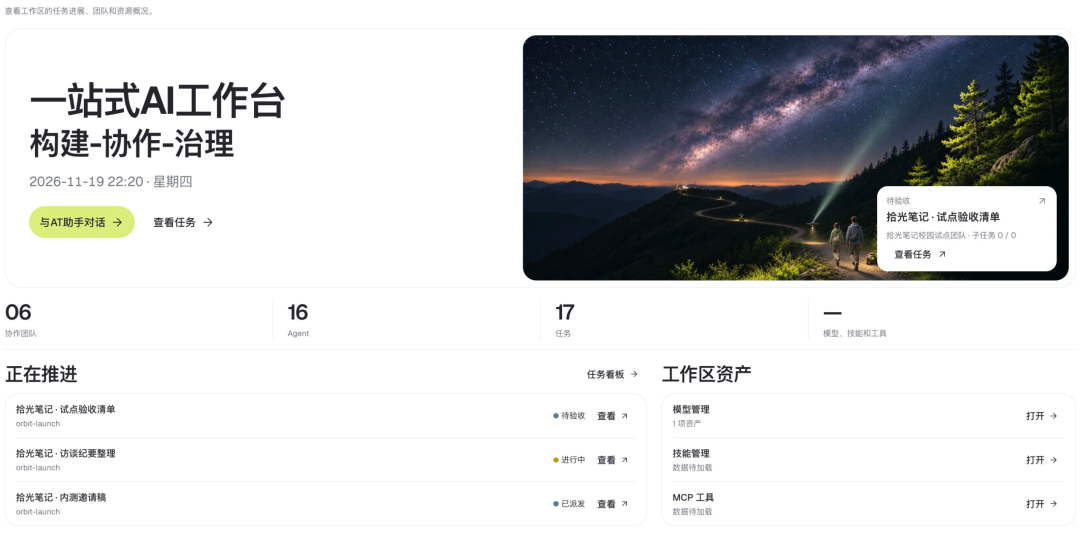 查看工作区的任务进展、团队和资源概况。
一站式AI工作台
构建-协作-治理
2026-11-19 22:20 · 星期四
与AT助手对话 →
查看任务 →
待验收 ↗
拾光笔记 · 试点验收清单
拾光笔记校园试点团队 · 子任务 0 / 0
查看任务 ↗
06
协作团队
16
Agent
17
任务
—
模型、技能和工具
正在推进
任务看板 →
拾光笔记 · 试点验收清单
orbit-launch
待验收 查看 ↗
拾光笔记 · 访谈纪要整理
orbit-launch
进行中 查看 ↗
拾光笔记 · 内测邀请稿
orbit-launch
已派发 查看 ↗
工作区资产
模型管理
1 项资产
打开 →
技能管理
数据待加载
打开 →
MCP 工具
数据待加载
打开 →